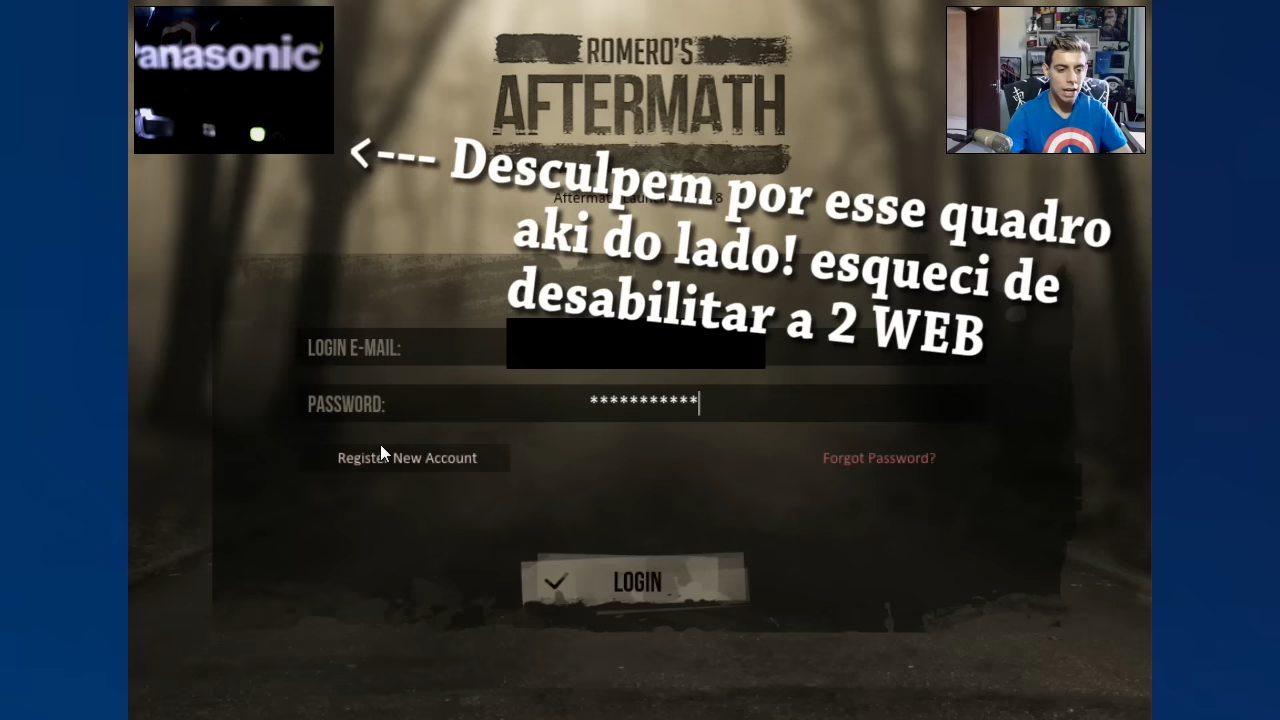 anasonic
ROMERO'S
AFTERMATH
<--- Desculpem por esse quadro
aki do lado! esqueci de
desabilitar a 2 WEB
LOGIN E-MAIL:
PASSWORD:
***********
Register New Account
Forgot Password?
LOGIN